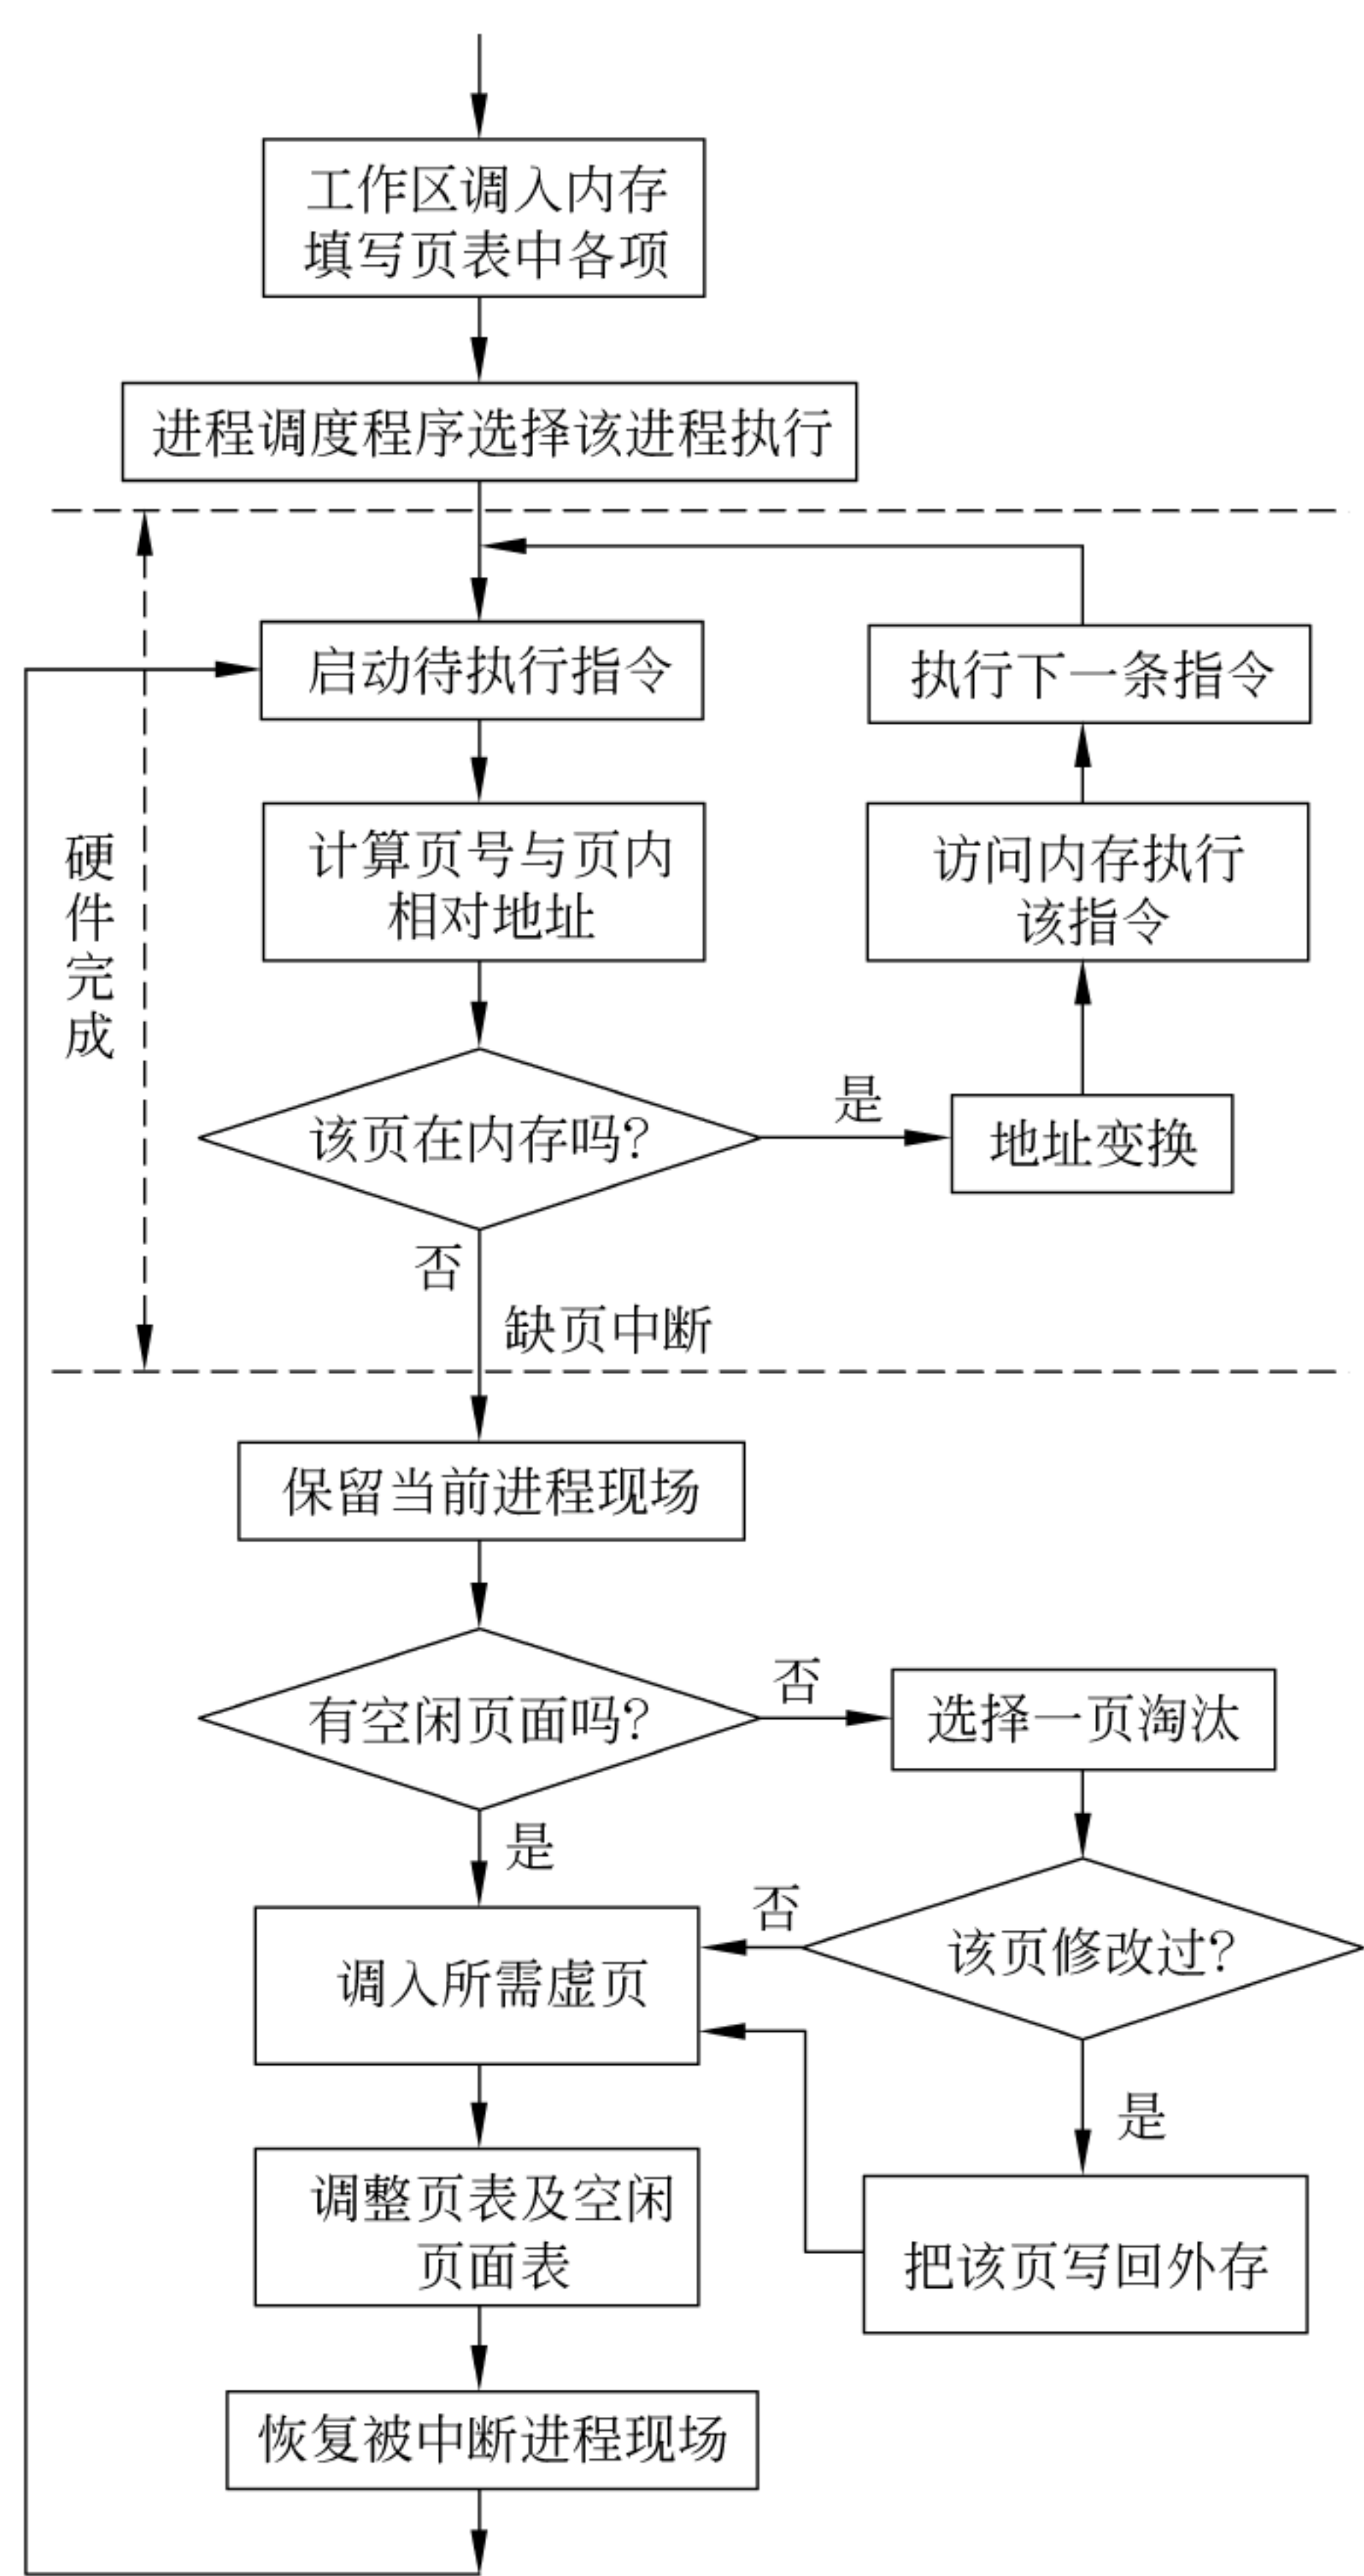 工作区调入内存
填写页表中各项
进程调度程序选择该进程执行
启动待执行指令
执行下一条指令
硬件完成
计算页号与页内
相对地址
访问内存执行
该指令
该页在内存吗?
是
地址变换
否
缺页中断
保留当前进程现场
有空闲页面吗?
否
选择一页淘汰
是
否
该页修改过?
调入所需虚页
是
调整页表及空闲
页面表
把该页写回外存
恢复被中断进程现场